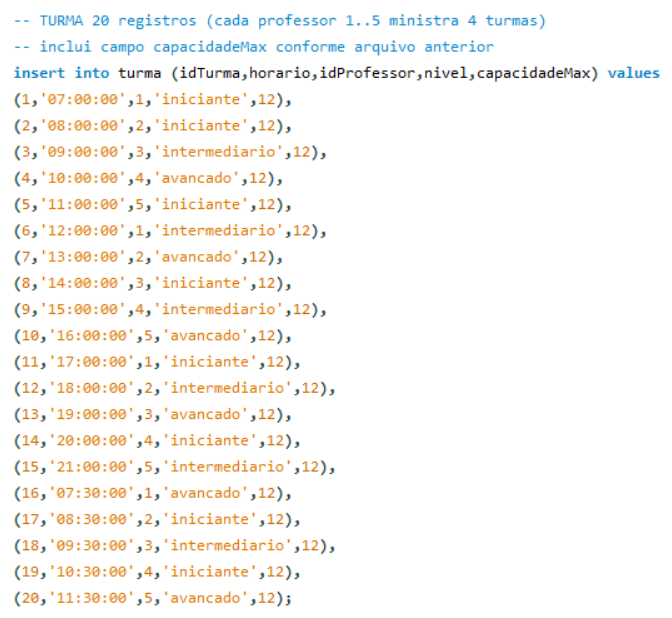 -- TURMA 20 registros (cada professor 1..5 ministra 4 turmas)
-- inclui campo capacidadeMax conforme arquivo anterior
insert into turma (idTurma,horario,idProfessor,nivel,capacidadeMax) values
(1,'07:00:00',1,'iniciante',12),
(2,'08:00:00',2,'iniciante',12),
(3,'09:00:00',3,'intermediario',12),
(4,'10:00:00',4,'avancado',12),
(5,'11:00:00',5,'iniciante',12),
(6,'12:00:00',1,'intermediario',12),
(7,'13:00:00',2,'avancado',12),
(8,'14:00:00',3,'iniciante',12),
(9,'15:00:00',4,'intermediario',12),
(10,'16:00:00',5,'avancado',12),
(11,'17:00:00',1,'iniciante',12),
(12,'18:00:00',2,'intermediario',12),
(13,'19:00:00',3,'avancado',12),
(14,'20:00:00',4,'iniciante',12),
(15,'21:00:00',5,'intermediario',12),
(16,'07:30:00',1,'avancado',12),
(17,'08:30:00',2,'iniciante',12),
(18,'09:30:00',3,'intermediario',12),
(19,'10:30:00',4,'iniciante',12),
(20,'11:30:00',5,'avancado',12);